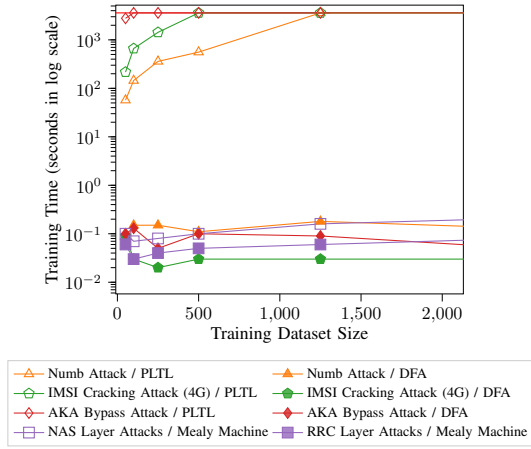 Training Time (seconds in log scale)
10^3
10^2
10^1
10^0
10^−1
10^−2
0 500 1,000 1,500 2,000
Training Dataset Size
Numb Attack / PLTL Numb Attack / DFA
IMSI Cracking Attack (4G) / PLTL IMSI Cracking Attack (4G) / DFA
AKA Bypass Attack / PLTL AKA Bypass Attack / DFA
NAS Layer Attacks / Mealy Machine RRC Layer Attacks / Mealy Machine